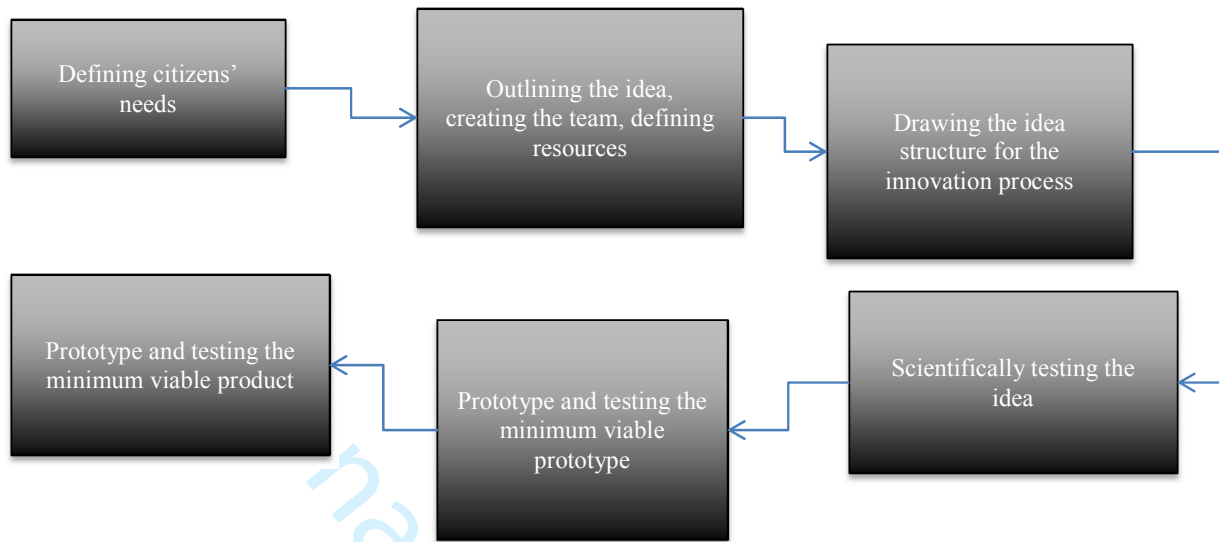 Defining citizens’
needs
Outlining the idea,
creating the team, defining
resources
Drawing the idea
structure for the
innovation process
Scientifically testing the
idea
Prototype and testing the
minimum viable
prototype
Prototype and testing the
minimum viable product
na